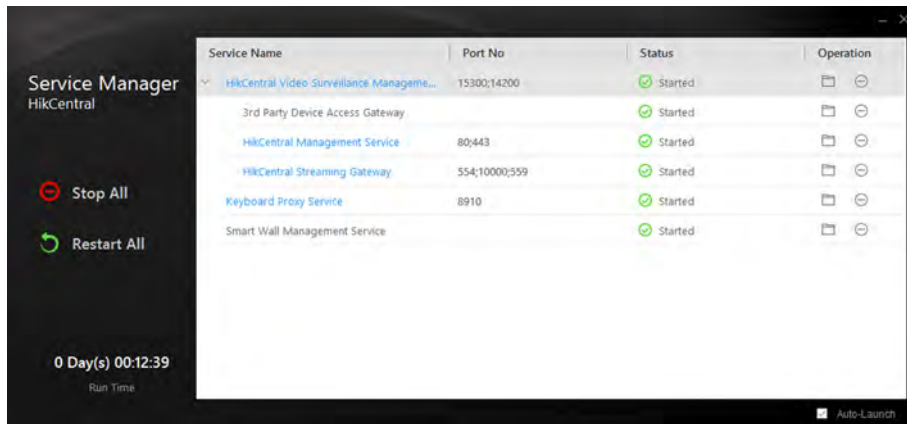 Service Name Port No Status Operation
Service Manager
HikCentral
HikCentral Video Surveillance Manageme... 15300;14200 Started
3rd Party Device Access Gateway Started
HikCentral Management Service 80;443 Started
HikCentral Streaming Gateway 554;10000;559 Started
Stop All
Keyboard Proxy Service 8910 Started
Smart Wall Management Service Started
Restart All
0 Day(s) 00:12:39
Run Time
Auto-Launch